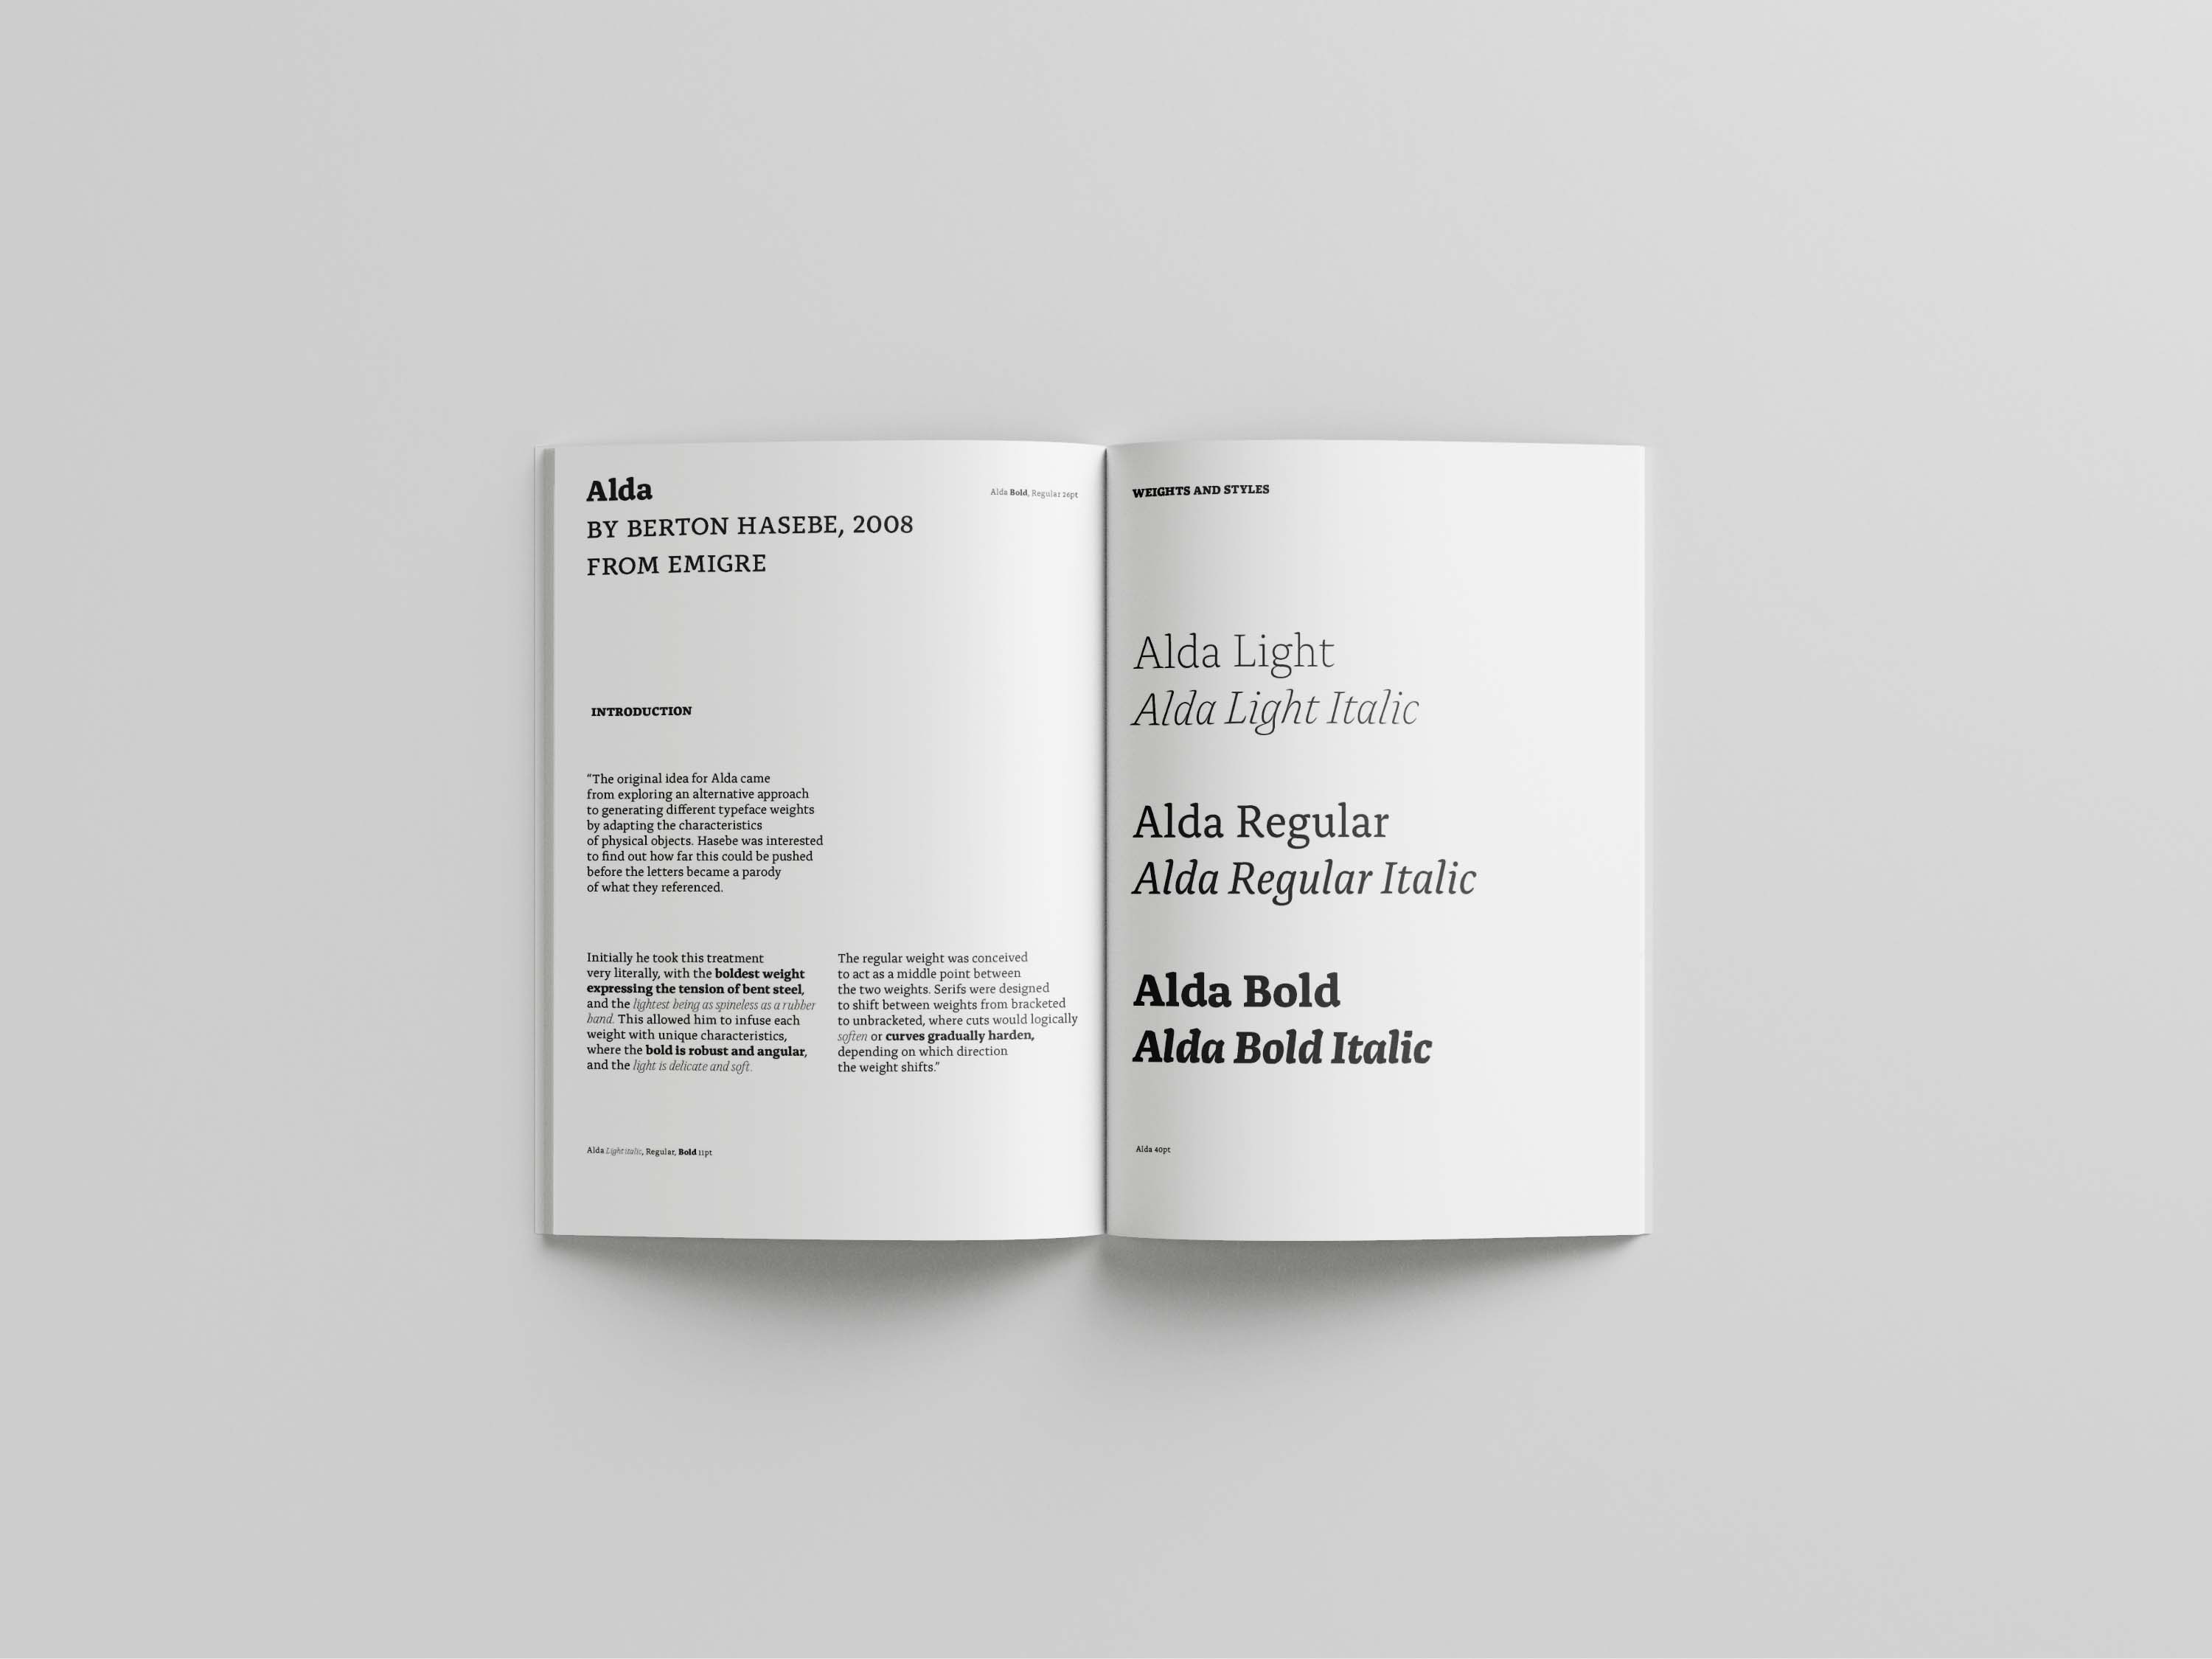 Alda
Alda Bold, Regular 26pt
BY BERTON HASEBE, 2008
FROM EMIGRE
INTRODUCTION
“The original idea for Alda came
from exploring an alternative approach
to generating different typeface weights
by adapting the characteristics
of physical objects. Hasebe was interested
to find out how far this could be pushed
before the letters became a parody
of what they referenced.
Initially he took this treatment
very literally, with the boldest weight
expressing the tension of bent steel,
and the lightest being as spineless as a rubber
band. This allowed him to infuse each
weight with unique characteristics,
where the bold is robust and angular,
and the light is delicate and soft.
The regular weight was conceived
to act as a middle point between
the two weights. Serifs were designed
to shift between weights from bracketed
to unbracketed, where cuts would logically
soften or curves gradually harden,
depending on which direction
the weight shifts.”
Alda Light italic, Regular, Bold 11pt
WEIGHTS AND STYLES
Alda Light
Alda Light Italic
Alda Regular
Alda Regular Italic
Alda Bold
Alda Bold Italic
Alda 40pt